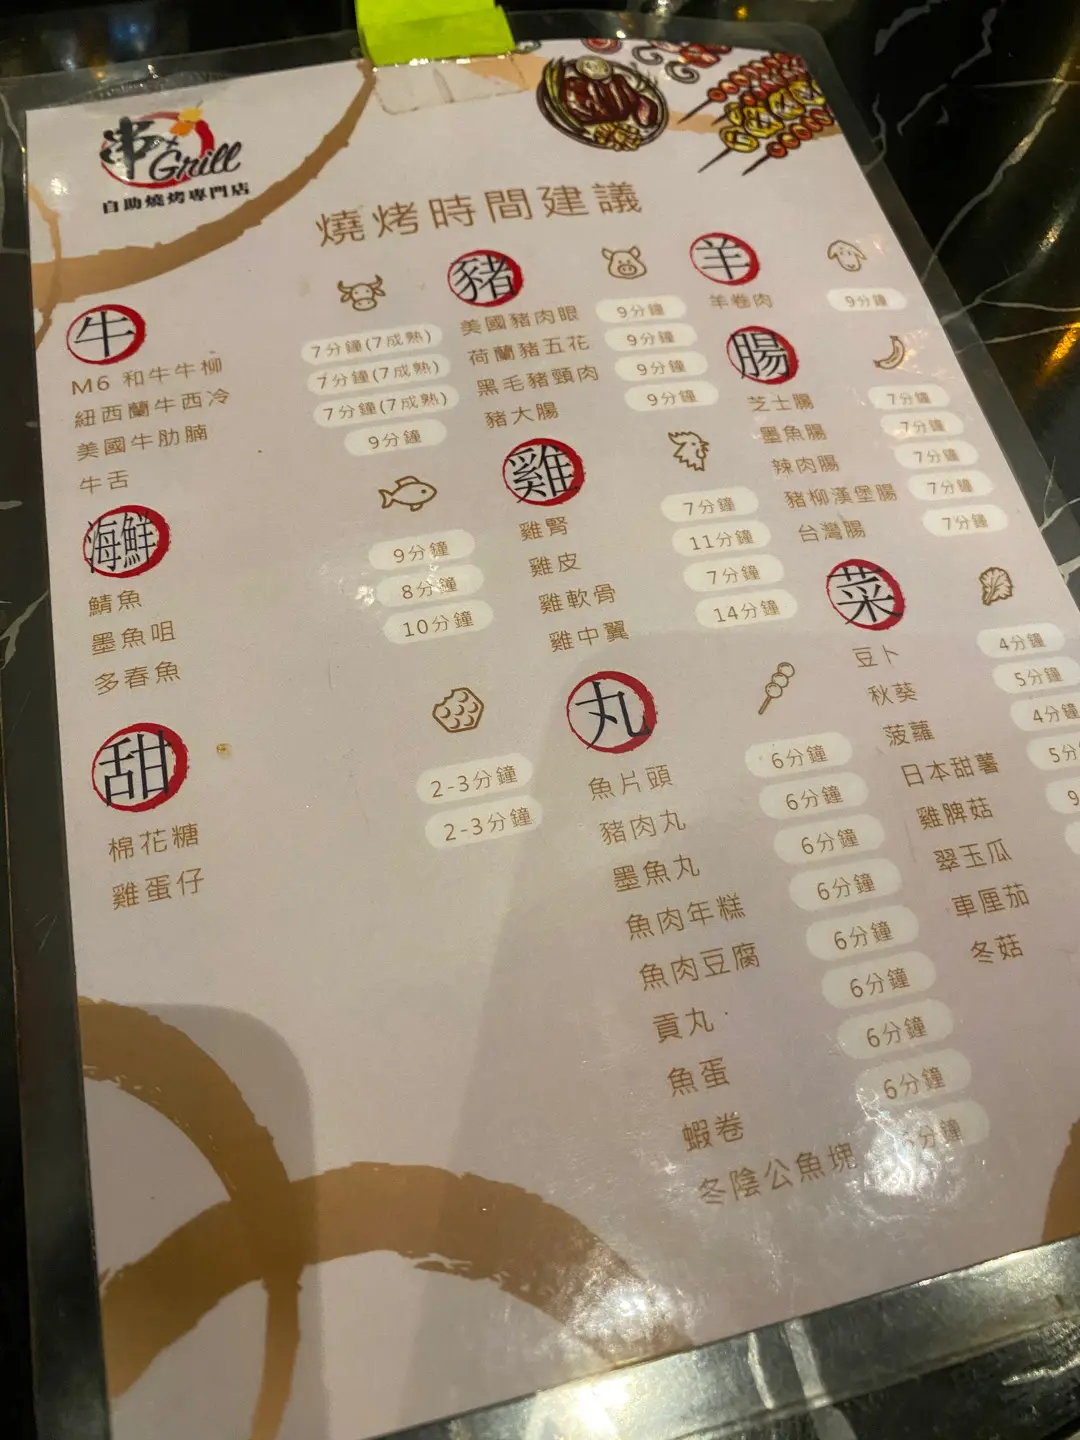 串+Grill
自助燒烤專門店
燒烤時間建議
牛
M6 和牛牛柳 7分鐘(7成熟)
紐西蘭牛西冷 7分鐘(7成熟)
美國牛肋腩 7分鐘(7成熟)
牛舌 9分鐘
海鮮
鯖魚 9分鐘
墨魚咀 8分鐘
多春魚 10分鐘
甜
棉花糖 2-3分鐘
雞蛋仔 2-3分鐘
豬
美國豬肉眼 9分鐘
荷蘭豬五花 9分鐘
黑毛豬頸肉 9分鐘
豬大腸 9分鐘
雞
雞腎 7分鐘
雞皮 11分鐘
雞軟骨 7分鐘
雞中翼 14分鐘
丸
魚片頭 6分鐘
豬肉丸 6分鐘
墨魚丸 6分鐘
魚肉年糕 6分鐘
魚肉豆腐 6分鐘
貢丸 6分鐘
魚蛋 6分鐘
蝦卷 6分鐘
冬陰公魚塊 分鐘
羊
羊卷肉 9分鐘
腸
芝士腸 7分鐘
墨魚腸 7分鐘
辣肉腸 7分鐘
豬柳漢堡腸 7分鐘
台灣腸 7分鐘
菜
豆卜 4分鐘
秋葵 5分鐘
菠蘿 4分鐘
日本甜薯 5分
雞脾菇 9
翠玉瓜
車厘茄
冬菇